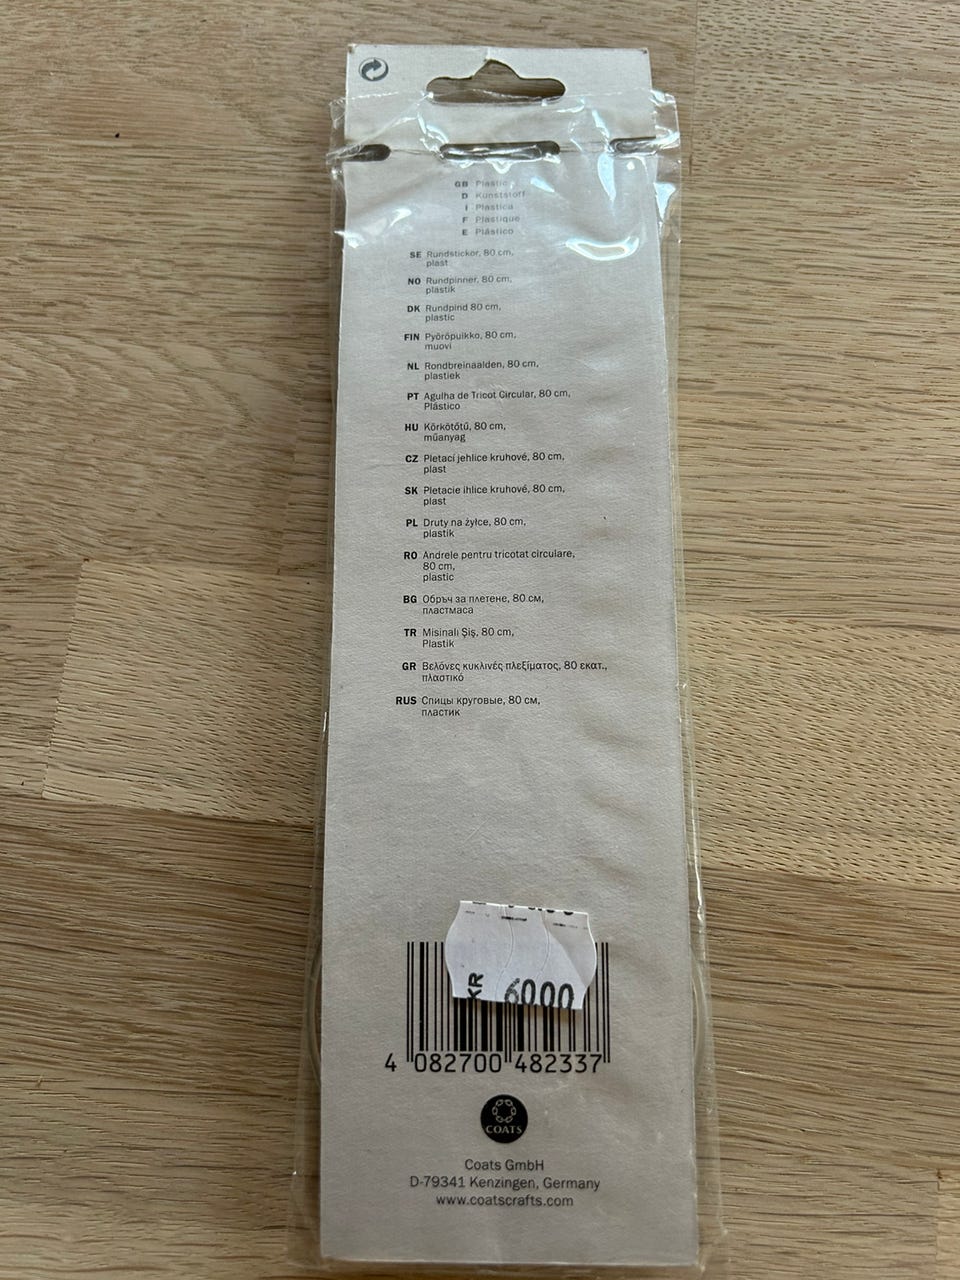 GB Plastic
D Kunststoff
I Plastica
F Plastique
E Plástico
SE Rundstickor, 80 cm,
plast
NO Rundpinner, 80 cm,
plastik
DK Rundpind 80 cm,
plastic
FIN Pyöröpuikko, 80 cm,
muovi
NL Rondbreinaalden, 80 cm,
plastiek
PT Agulha de Tricot Circular, 80 cm,
Plástico
HU Körkötőtű, 80 cm,
műanyag
CZ Pletací jehlice kruhové, 80 cm,
plast
SK Pletacie ihlice kruhové, 80 cm,
plast
PL Druty na żyłce, 80 cm,
plastik
RO Andrele pentru tricotat circulare,
80 cm,
plastic
BG Обръч за плетене, 80 см,
пластмаса
TR Misinalı Şiş, 80 cm,
Plastik
GR Βελόνες κυκλινές πλεξίματος, 80 εκατ.,
πλαστικό
RUS Спицы круговые, 80 см,
пластик
KR 6000
4 082700 482337
COATS
Coats GmbH
D-79341 Kenzingen, Germany
www.coatscrafts.com